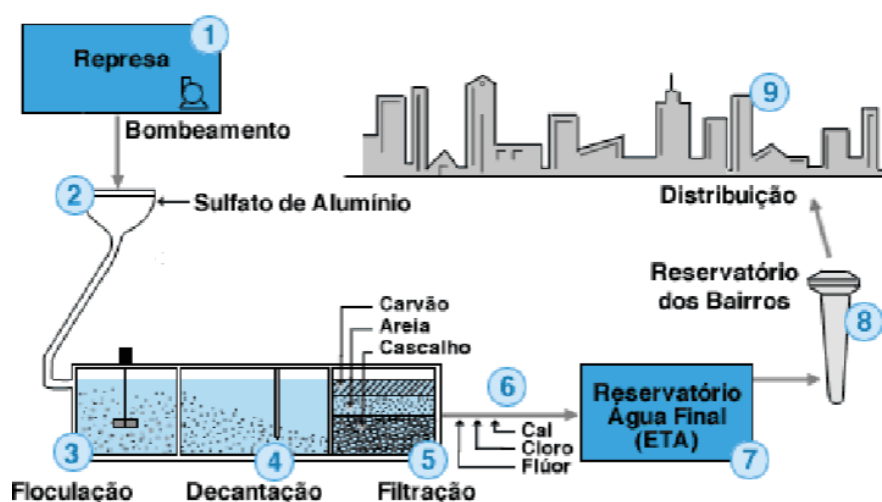 1
Represa
Bombeamento
2
Sulfato de Alumínio
9
Distribuição
Reservatório
dos Bairros
8
Carvão
Areia
Cascalho
6
Cal
Cloro
Flúor
Reservatório
Água Final
(ETA)
7
3
4
5
Floculação
Decantação
Filtração